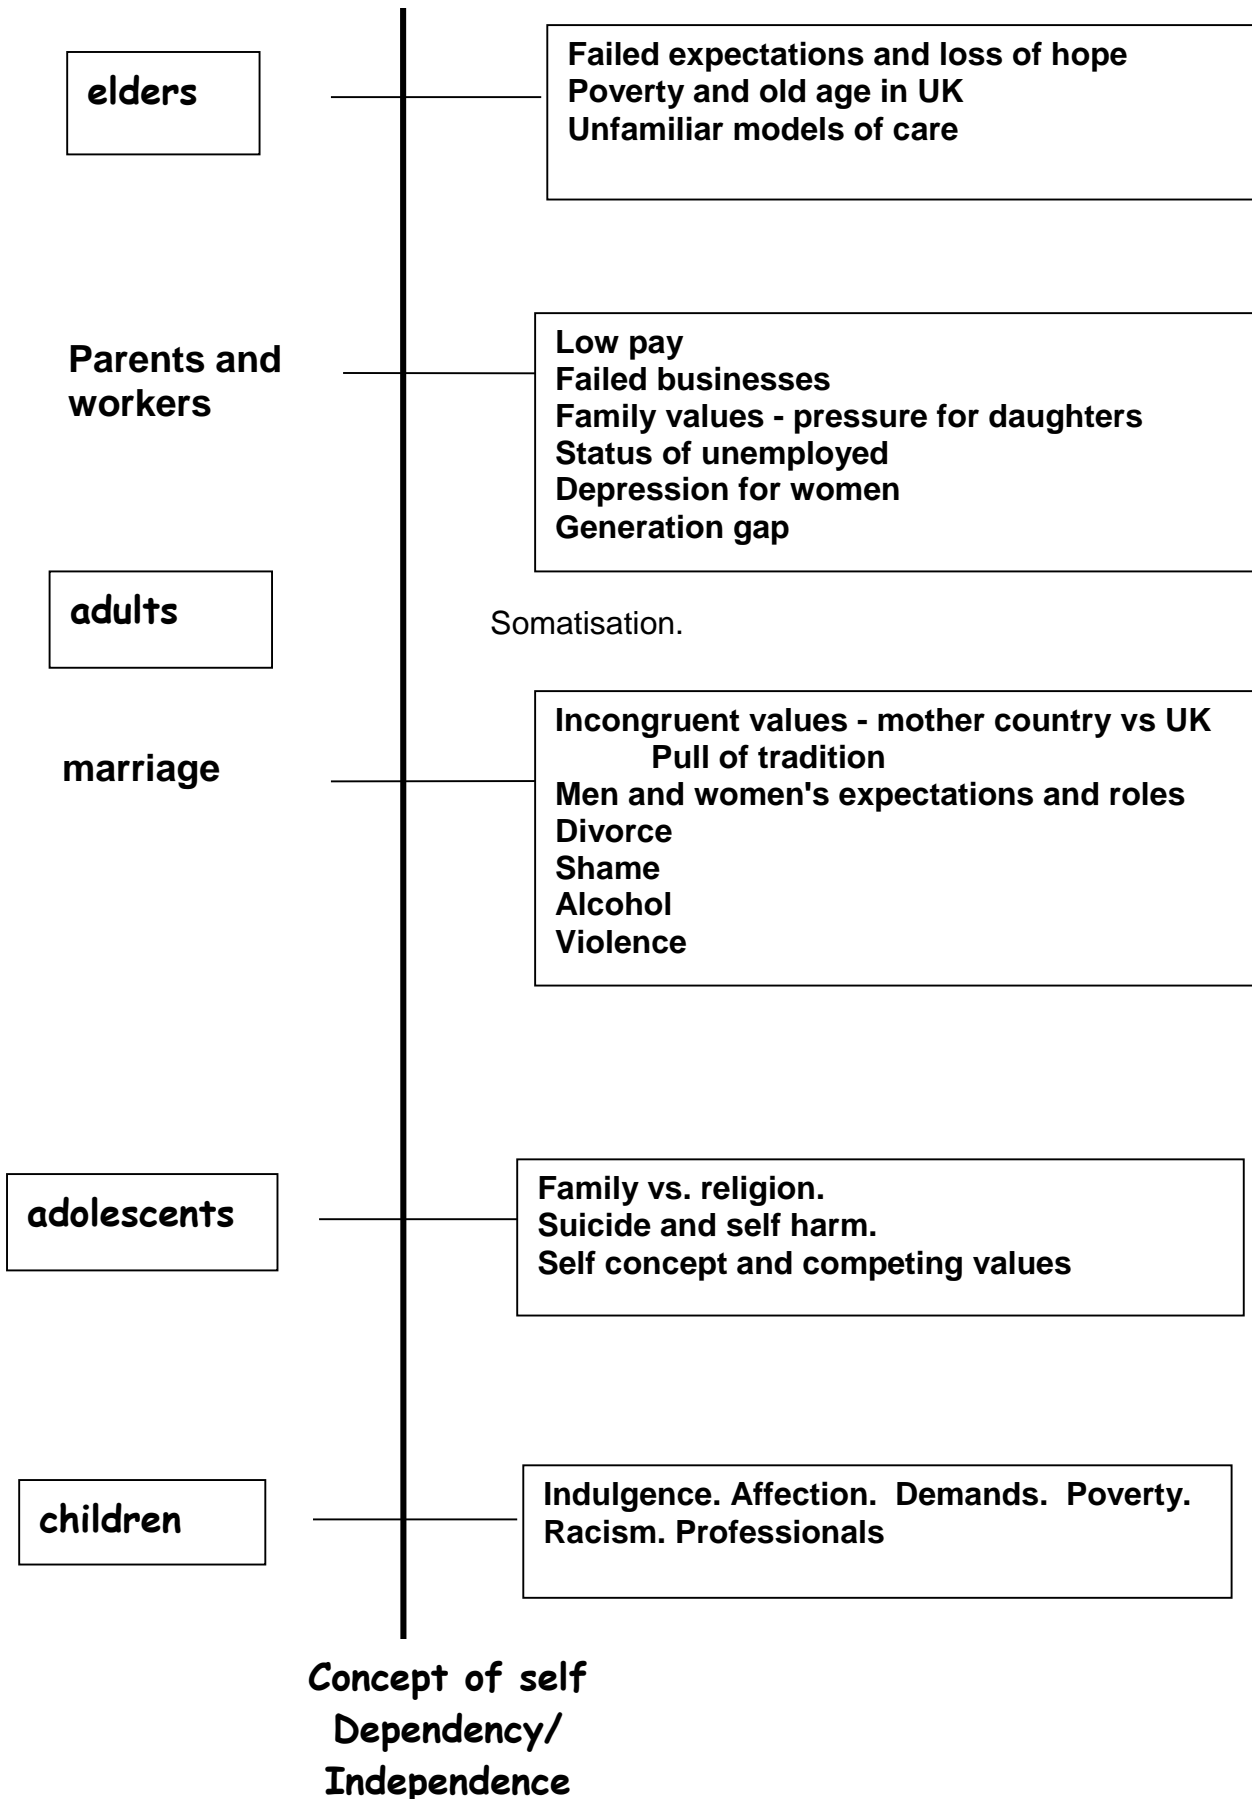 elders
Failed expectations and loss of hope
Poverty and old age in UK
Unfamiliar models of care
Parents and
workers
Low pay
Failed businesses
Family values - pressure for daughters
Status of unemployed
Depression for women
Generation gap
adults
Somatisation.
marriage
Incongruent values - mother country vs UK
Pull of tradition
Men and women's expectations and roles
Divorce
Shame
Alcohol
Violence
adolescents
Family vs. religion.
Suicide and self harm.
Self concept and competing values
children
Indulgence. Affection.  Demands.  Poverty.
Racism. Professionals
Concept of self
Dependency/
Independence